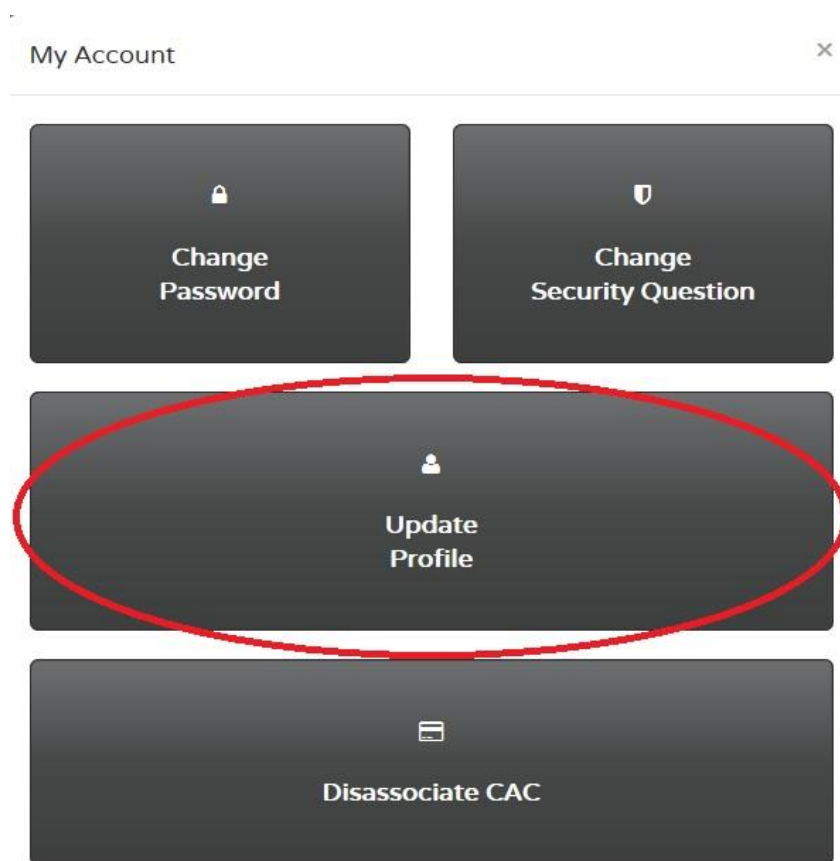 My Account
×
Change
Password
Change
Security Question
Update
Profile
Disassociate CAC